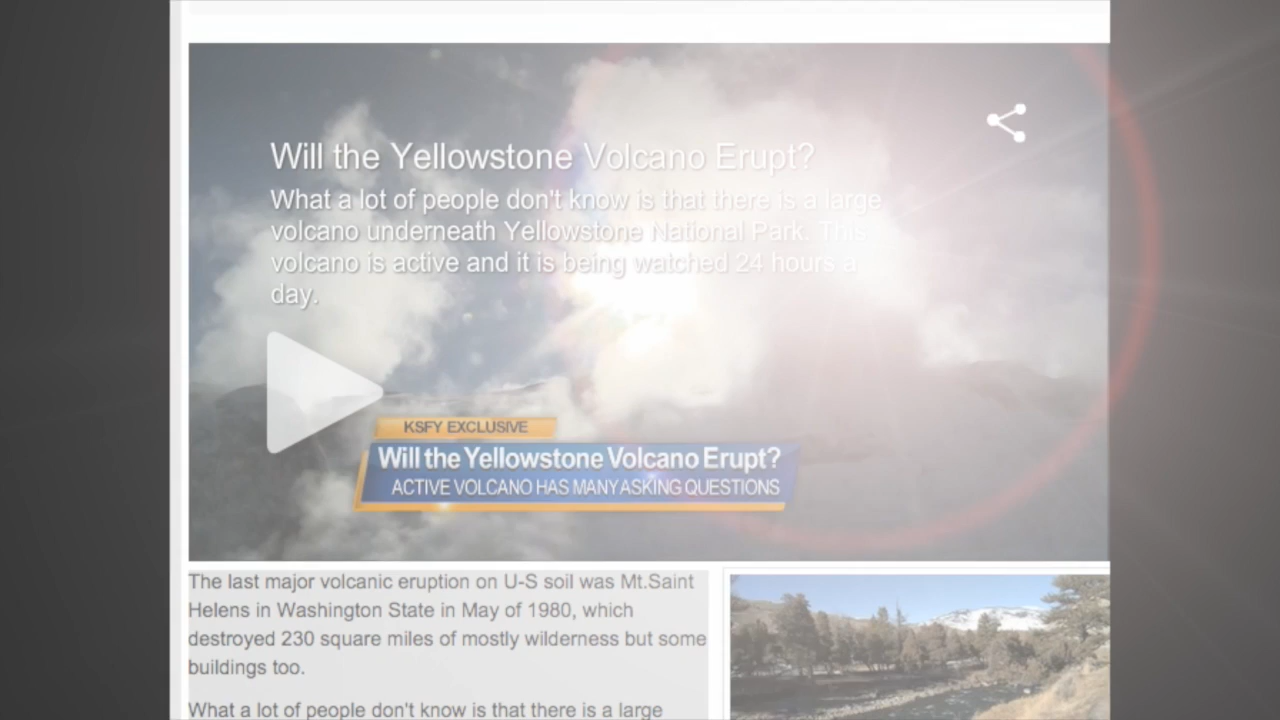 Will the Yellowstone Volcano Erupt?
What a lot of people don't know is that there is a large
volcano underneath Yellowstone National Park. This
volcano is active and it is being watched 24 hours a
day.
KSFY EXCLUSIVE
Will the Yellowstone Volcano Erupt?
ACTIVE VOLCANO HAS MANY ASKING QUESTIONS
The last major volcanic eruption on U-S soil was Mt.Saint
Helens in Washington State in May of 1980, which
destroyed 230 square miles of mostly wilderness but some
buildings too.
What a lot of people don't know is that there is a large